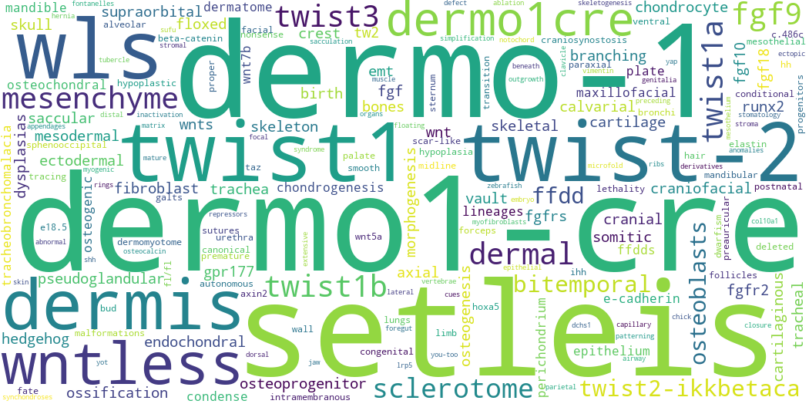 mandible
dermatome
supraorbital
twist3
dermo1cre
fgf9
skull
alveolar
floxed
crest
tw2
chondrocyte
ventral
wls
dermo-1
beta-catenin
nonsense
facial
hernia
stromal
sufu
fontanelles
defect
ablation
skeletogenesis
sacculation
simplification
notochord
craniosynostosis
c.486c
mesothelial
ectopic
hh
osteochondral
hypoplastic
tubercle
proper
wnt7b
emt
muscle
birth
fgf
bones
branching
paraxial
plate
maxillofacial
calvarial
fgf10
fgf18
twist1a
conditional
runx2
stomatology
stroma
mesenchyme
saccular
distal
inactivation
wnts
matrix
skeleton
organs
floating
sternum
transition
beneath
outgrowth
clavicle
vimentin
genitalia
preceding
bronchi
cartilage
skeletal
wnt
scar-like
hypoplasia
midline
elastin
anomalies
mesodermal
appendages
myogenic
ectodermal
tracing
rings
mature
focal
syndrome
taz
palate
smooth
twist1
twist-2
zebrafish
embryo
microfold
ribs
hair
derivatives
mandibular
postnatal
lethality
craniofacial
dysplasias
sphenooccipital
tracheobronchomalacia
fibroblast
trachea
chondrogenesis
galts
repressors
morphogenesis
myofibroblasts
lineages
ffdd
vault
fgfrs
cranial
somitic
ffdds
dermal
forceps
dermo1-cre
e18.5
abnormal
shh
osteogenic
dermomyotome
osteocalcin
sutures
urethra
canonical
premature
wnt5a
extensive
dwarfism
preauricular
col10a1
deleted
follicles
fgfr2
skin
pseudoglandular
flfl
gpr177
autonomous
axin2
twist1b
axial
lateral
vertebrae
cues
epithelial
ihh
bitemporal
e-cadherin
osteoblasts
cartilaginous
tracheal
dermis
bud
malformations
hedgehog
endochondral
wall
lungs
foregut
limb
hoxa5
osteogenesis
dchs1
capillary
patterning
perichondrium
epithelium
airway
chick
closure
setleis
wntless
yot
dorsal
jaw
congenital
lrp5
you-too
parietal
fate
synchondroses
ossification
condense
osteoprogenitor
intramembranous
sclerotome
twist2-ikkbetaca